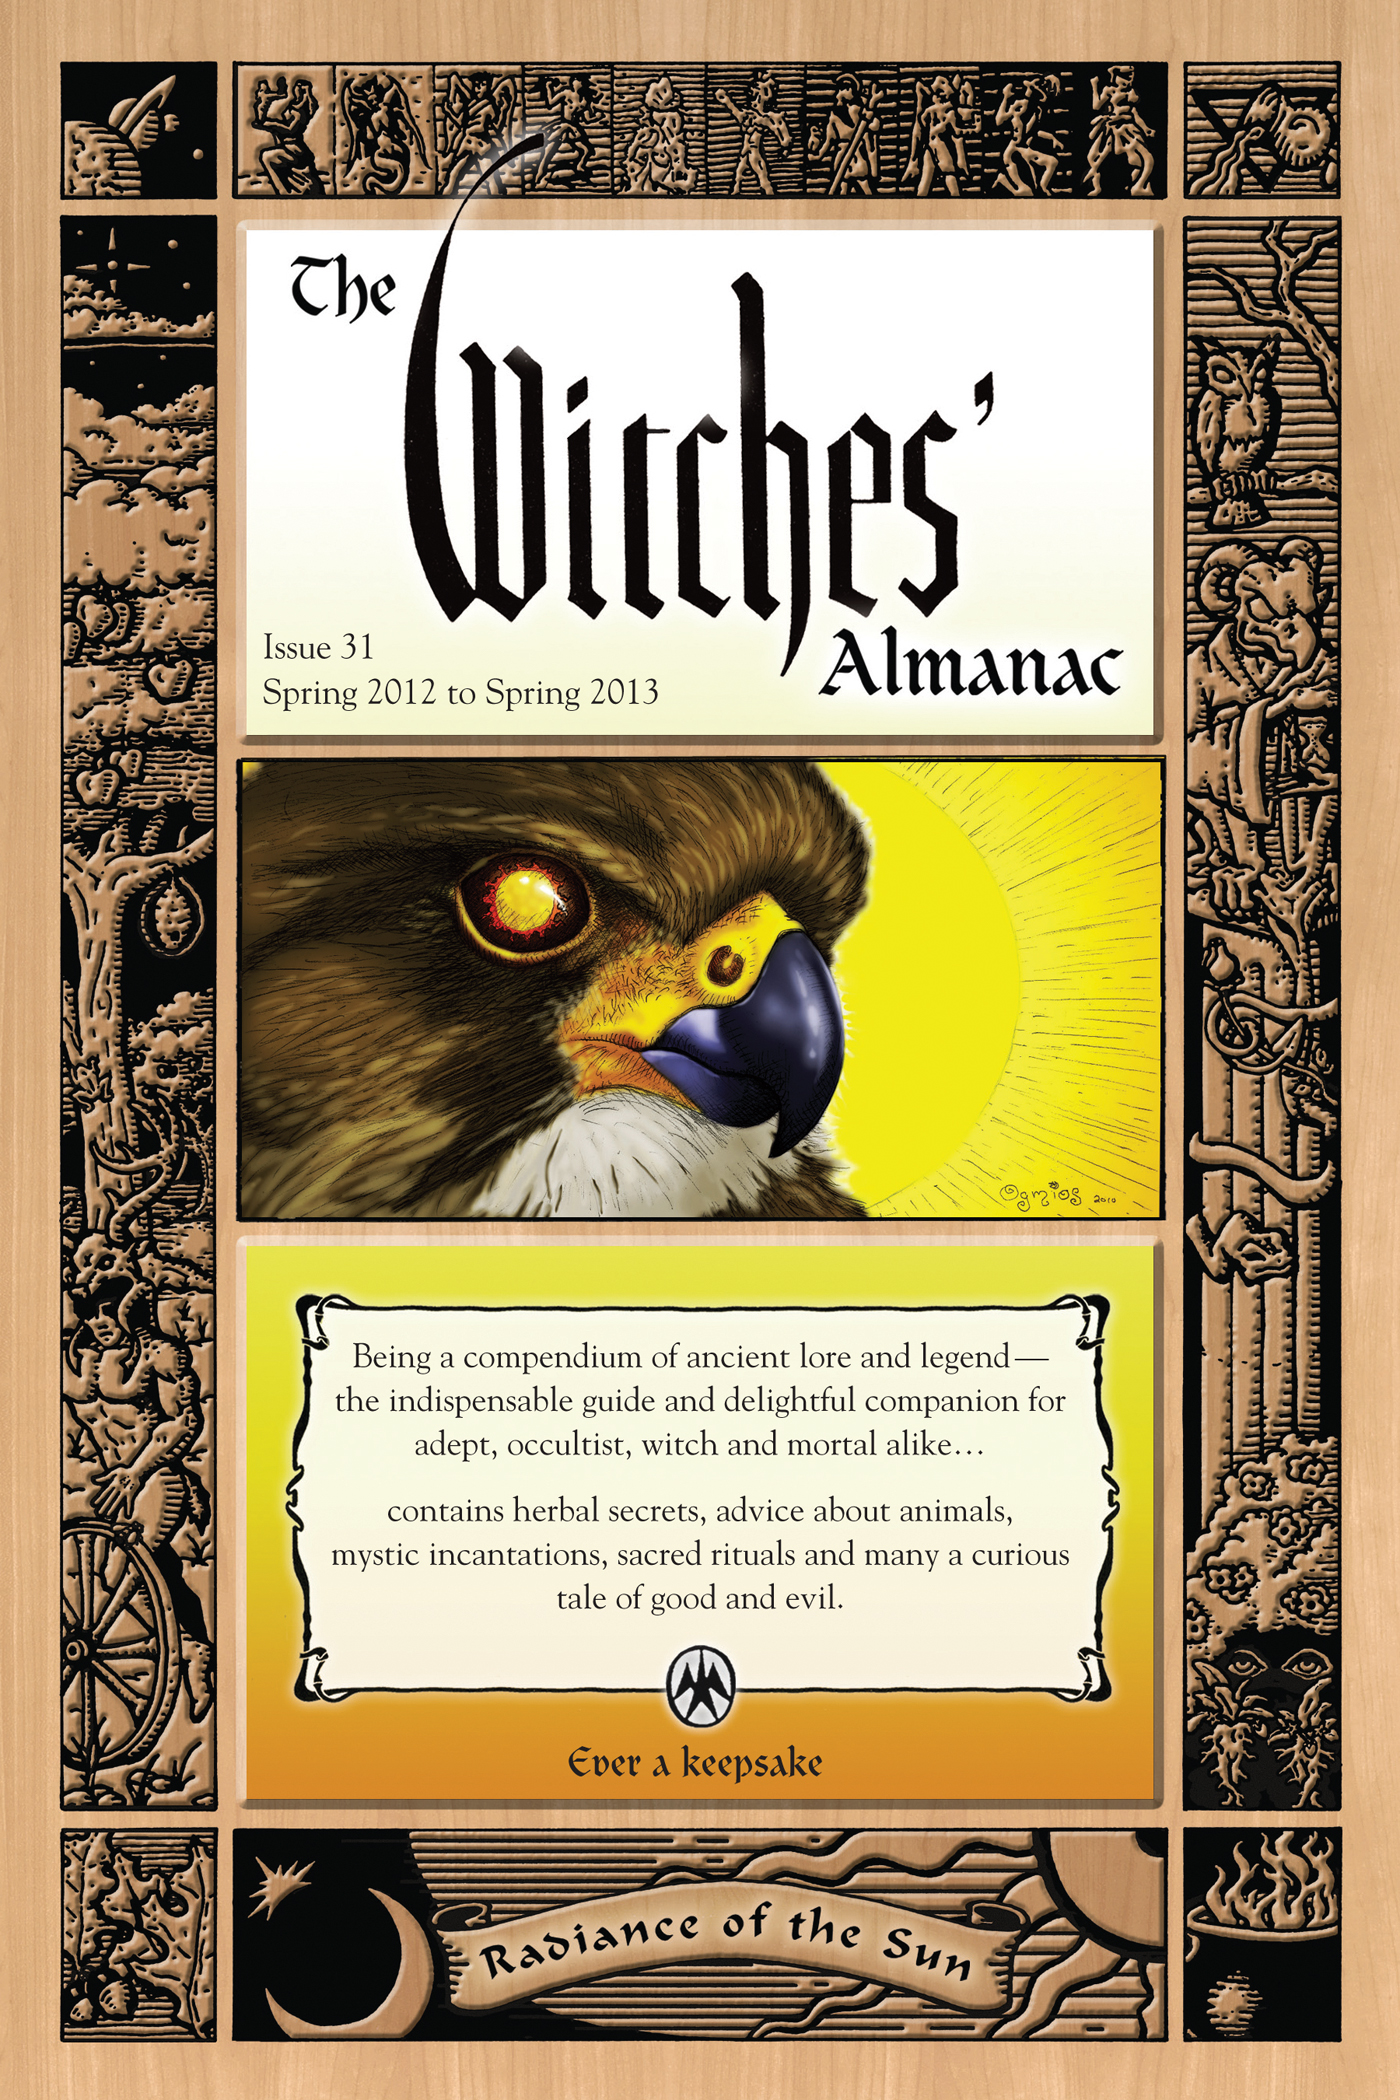 The
Witches'
Almanac
Issue 31
Spring 2012 to Spring 2013
Ogmios 2010
Being a compendium of ancient lore and legend—
the indispensable guide and delightful companion for
adept, occultist, witch and mortal alike…
contains herbal secrets, advice about animals,
mystic incantations, sacred rituals and many a curious
tale of good and evil.
Ever a keepsake
Radiance of the Sun